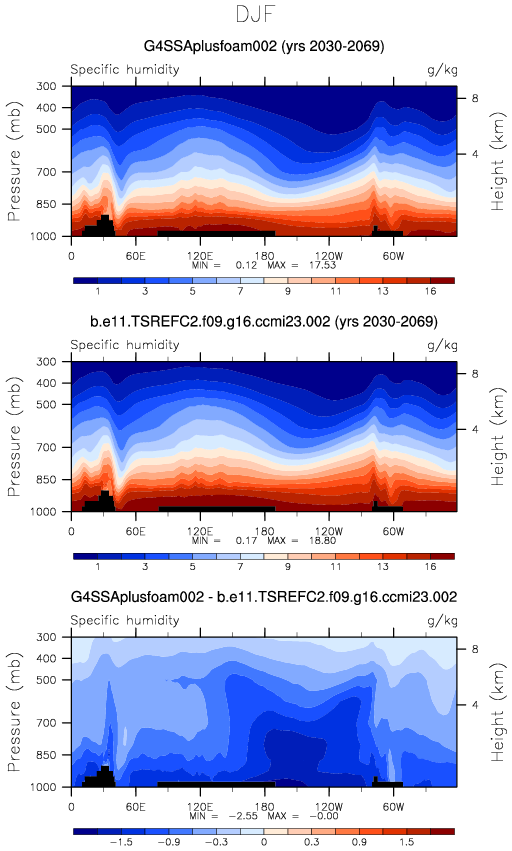 DJF
G4SSAplusfoam002 (yrs 2030-2069)
Specific humidity g/kg
300
400
500
700
850
1000
Pressure (mb)
8
4
Height (km)
0 60E 120E 180 120W 60W
MIN = 0.12 MAX = 17.53
1 3 5 7 9 11 13 16
b.e11.TSREFC2.f09.g16.ccmi23.002 (yrs 2030-2069)
Specific humidity g/kg
300
400
500
700
850
1000
Pressure (mb)
8
4
Height (km)
0 60E 120E 180 120W 60W
MIN = 0.17 MAX = 18.80
1 3 5 7 9 11 13 16
G4SSAplusfoam002 - b.e11.TSREFC2.f09.g16.ccmi23.002
Specific humidity g/kg
300
400
500
700
850
1000
Pressure (mb)
8
4
Height (km)
0 60E 120E 180 120W 60W
MIN = -2.55 MAX = -0.00
-1.5 -0.9 -0.3 0 0.3 0.9 1.5